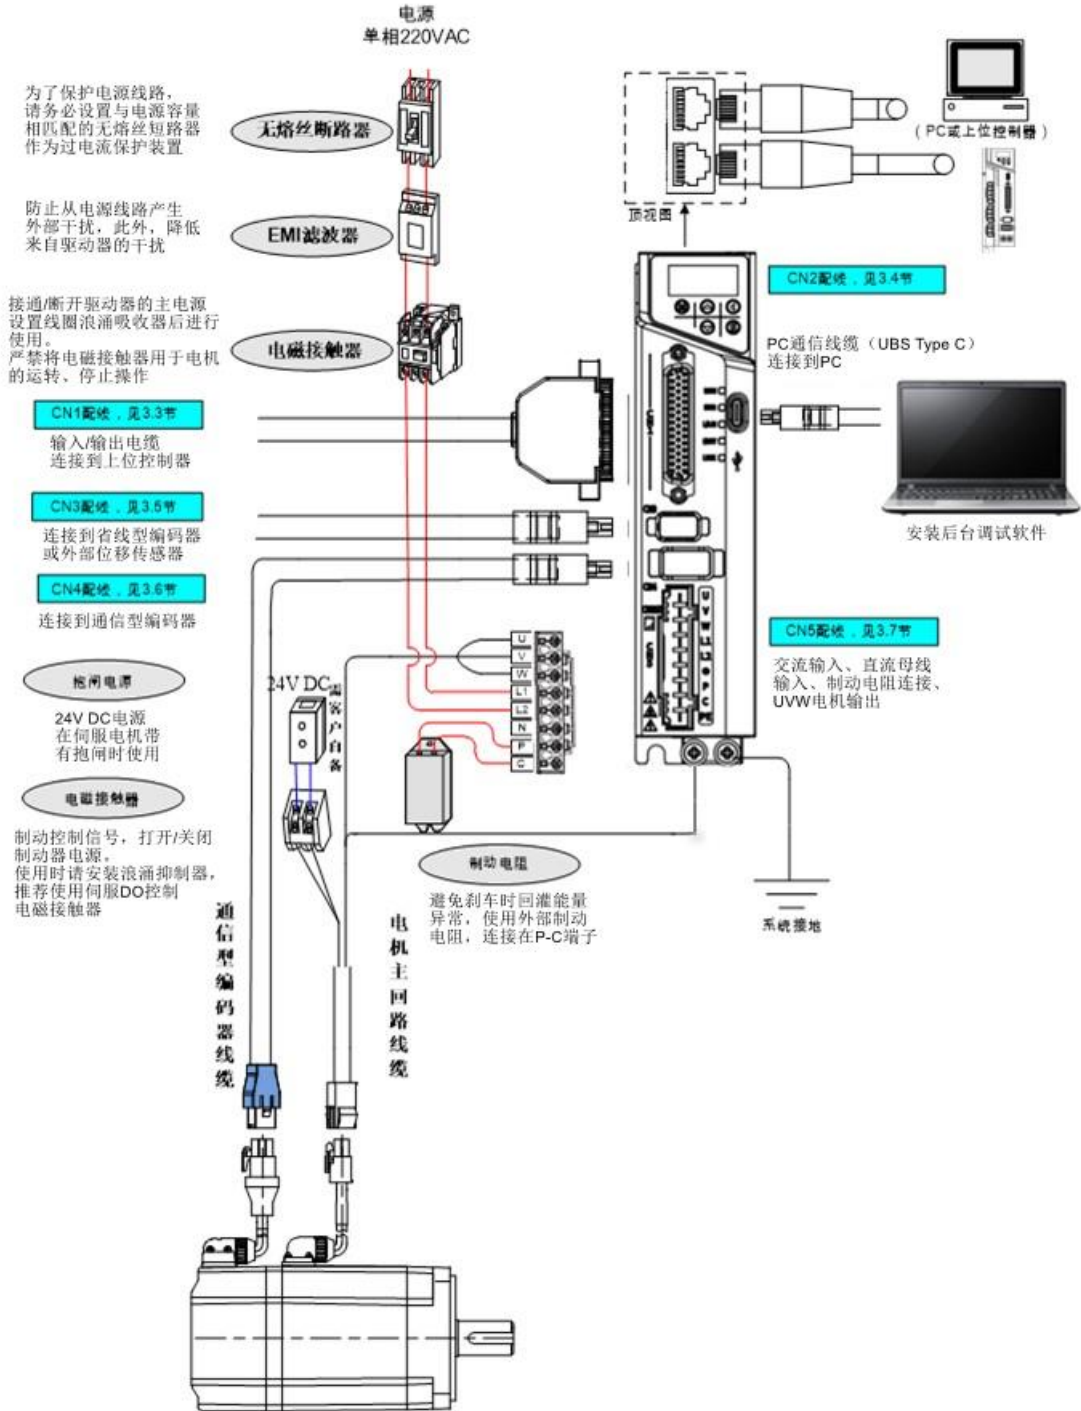 电源
单相220VAC
为了保护电源线路，
请务必设置与电源容量
相匹配的无熔丝短路器
作为过电流保护装置
无熔丝断路器
防止从电源线路产生
外部干扰，此外，降低
来自驱动器的干扰
EMI滤波器
接通/断开驱动器的主电源
设置线圈浪涌吸收器后进行
使用。
严禁将电磁接触器用于电机
的运转、停止操作
电磁接触器
（PC或上位控制器）
顶视图
CN2配线，见3.4节
PC通信线缆（UBS Type C）
连接到PC
安装后台调试软件
CN1配线，见3.3节
输入/输出电缆
连接到上位控制器
CN3配线，见3.5节
连接到省线型编码器
或外部位移传感器
CN4配线，见3.6节
连接到通信型编码器
CN5配线，见3.7节
交流输入、直流母线
输入、制动电阻连接、
UVW电机输出
U
V
W
L1
L2
N
P
C
U
V
W
L1
L2
P
C
PE
抱闸电源
24V DC电源
在伺服电机带
有抱闸时使用
24V DC
需客户自备
电磁接触器
制动控制信号，打开/关闭
制动器电源。
使用时请安装浪涌抑制器，
推荐使用伺服DO控制
电磁接触器
制动电阻
避免刹车时回灌能量
异常，使用外部制动
电阻，连接在P-C端子
系统接地
通信型编码器线缆
电机主回路线缆